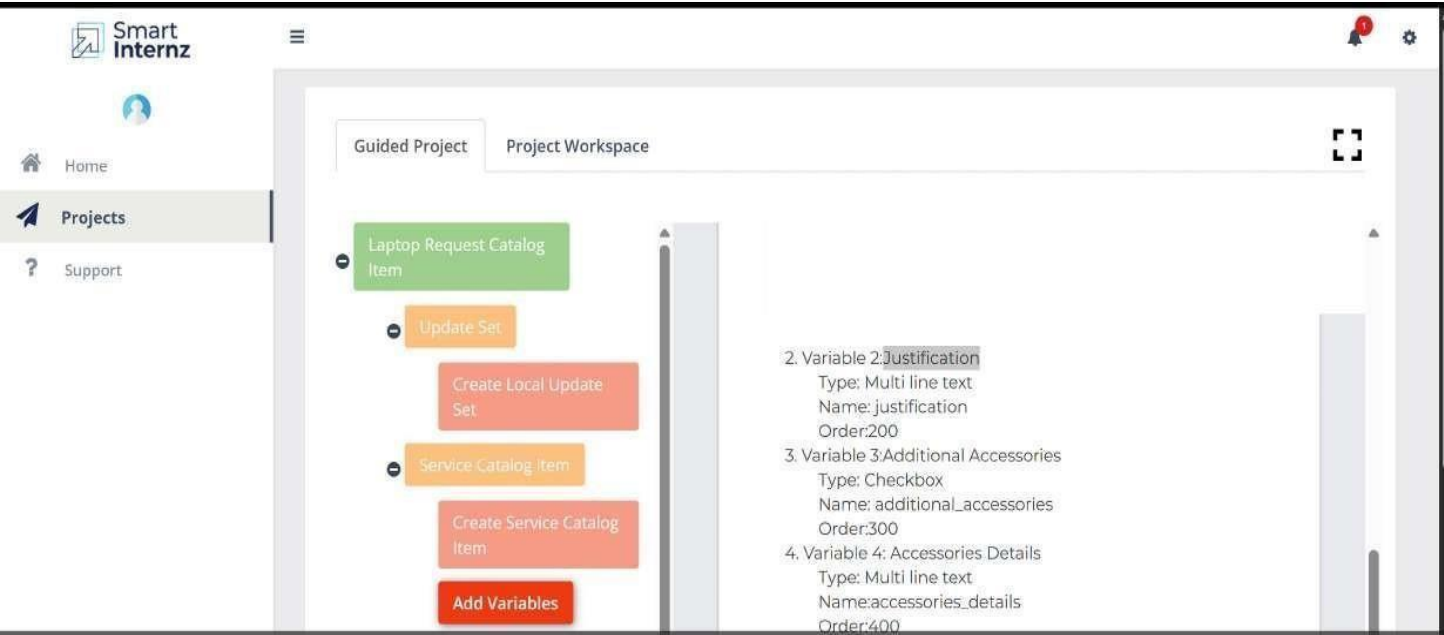 Smart
Internz
1
Home
Projects
? Support
Guided Project
Project Workspace
Laptop Request Catalog
Item
Update Set
Create Local Update
Set
Service Catalog Item
Create Service Catalog
Item
Add Variables
2. Variable 2:Justification
Type: Multi line text
Name: justification
Order:200
3. Variable 3:Additional Accessories
Type: Checkbox
Name: additional_accessories
Order:300
4. Variable 4: Accessories Details
Type: Multi line text
Name:accessories_details
Order:400